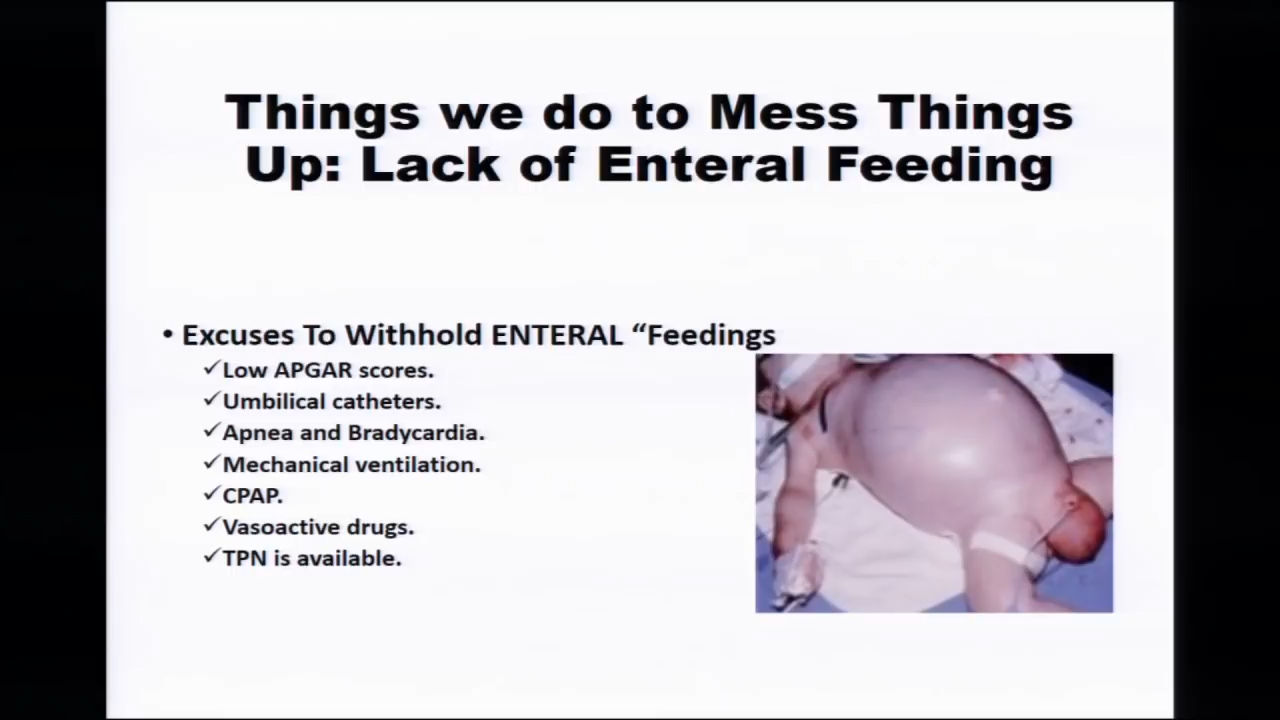 Things we do to Mess Things
Up: Lack of Enteral Feeding
• Excuses To Withhold ENTERAL “Feedings
✓Low APGAR scores.
✓Umbilical catheters.
✓Apnea and Bradycardia.
✓Mechanical ventilation.
✓CPAP.
✓Vasoactive drugs.
✓TPN is available.